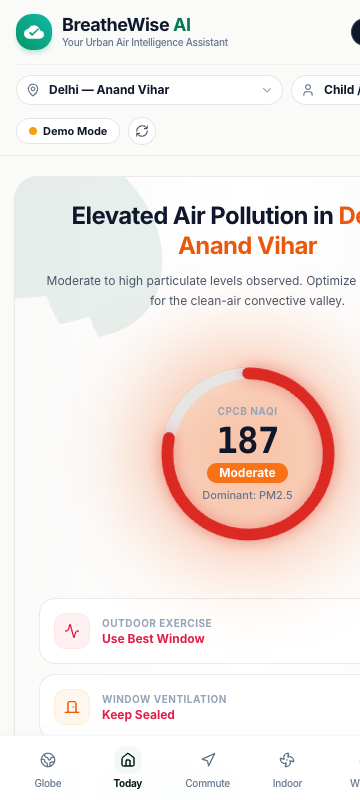 BreatheWise AI
Your Urban Air Intelligence Assistant
Delhi — Anand Vihar
Child /
Demo Mode
Elevated Air Pollution in
Anand Vihar
Moderate to high particulate levels observed. Optimize
for the clean-air convective valley.
CPCB NAQI
187
Moderate
Dominant: PM2.5
OUTDOOR EXERCISE
Use Best Window
WINDOW VENTILATION
Keep Sealed
Globe
Today
Commute
Indoor